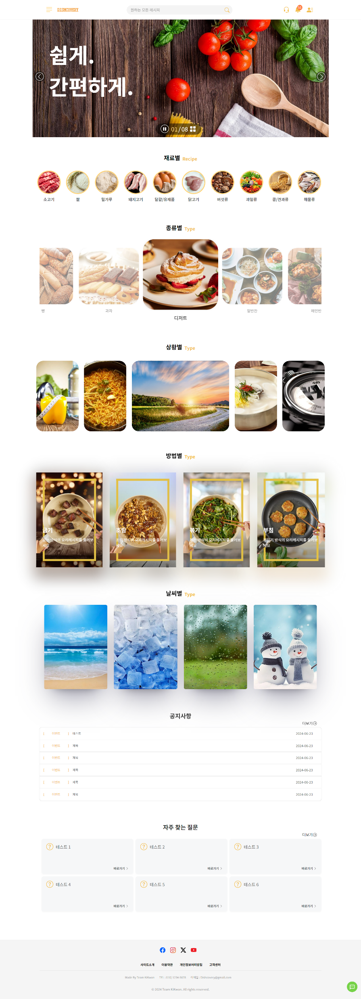 DISHCOVERY
원하는 모든 레시피
51
쉽게.
간편하게.
01/08
재료별 Recipe
소고기
쌀
밀가루
돼지고기
달걀/유제품
닭고기
버섯류
과일류
콩/견과류
해물류
종류별 Type
빵
과자
디저트
밑반찬
메인반
상황별 Type
방법별 Type
굽기
굽는 방식의 요리레시피를 둘러보
세요
조림
조림 방식의 요리레시피를 둘러보
세요
볶기
볶는 방식의 요리레시피를 둘러보
세요
부침
부치기 방식의 요리레시피를 둘러보
세요
날씨별 Type
공지사항
더보기
[ 이벤트 ] 테스트 2024-06-23
[ 이벤트 ] 제목 2024-06-23
[ 이벤트 ] 제목 2024-06-23
[ 이벤트 ] 제목 2024-06-23
[ 이벤트 ] 제목 2024-06-23
[ 이벤트 ] 제목 2024-06-23
자주 찾는 질문
더보기
테스트 1
바로가기
테스트 2
바로가기
테스트 3
바로가기
테스트 4
바로가기
테스트 5
바로가기
테스트 6
바로가기
사이트소개 이용약관 개인정보처리방침 고객센터
Made By Team KiKwon TEL : 010) 1234-5678 이메일 : Dishcovery@gmail.com
© 2024 Team KiKwon. All rights reserved.